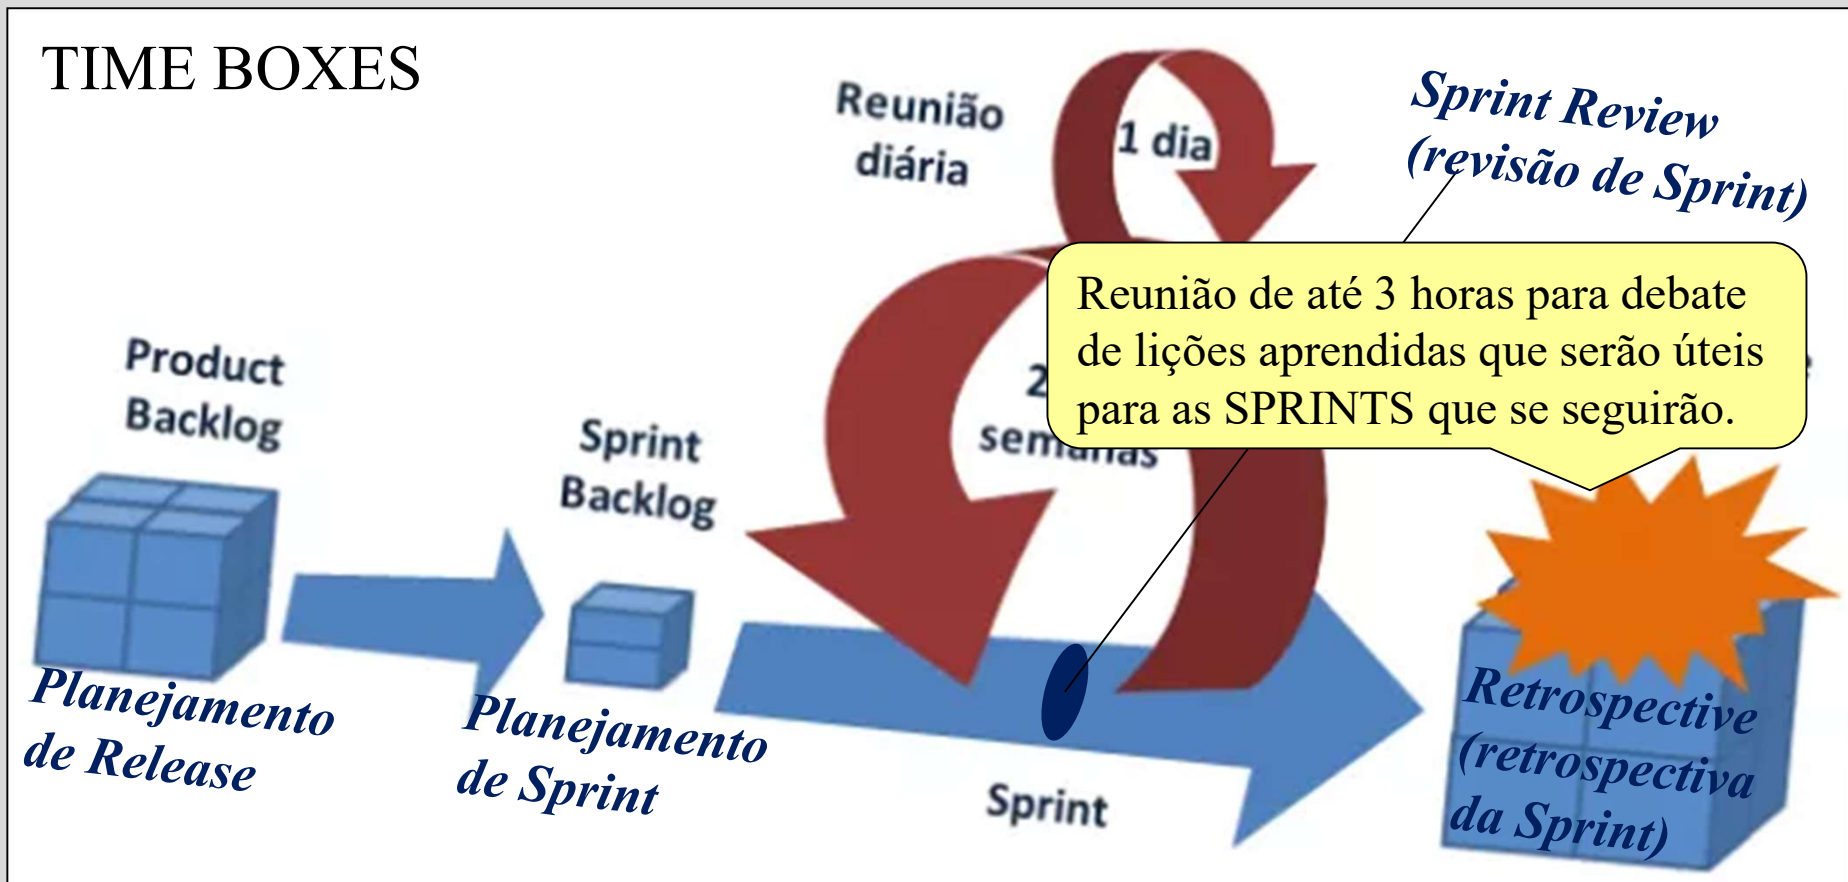 TIME BOXES
Reunião
diária
1 dia
Sprint Review
(revisão de Sprint)
Reunião de até 3 horas para debate
de lições aprendidas que serão úteis
para as SPRINTS que se seguirão.
2
semanas
Product
Backlog
Sprint
Backlog
Planejamento
de Release
Planejamento
de Sprint
Sprint
Retrospective
(retrospectiva
da Sprint)